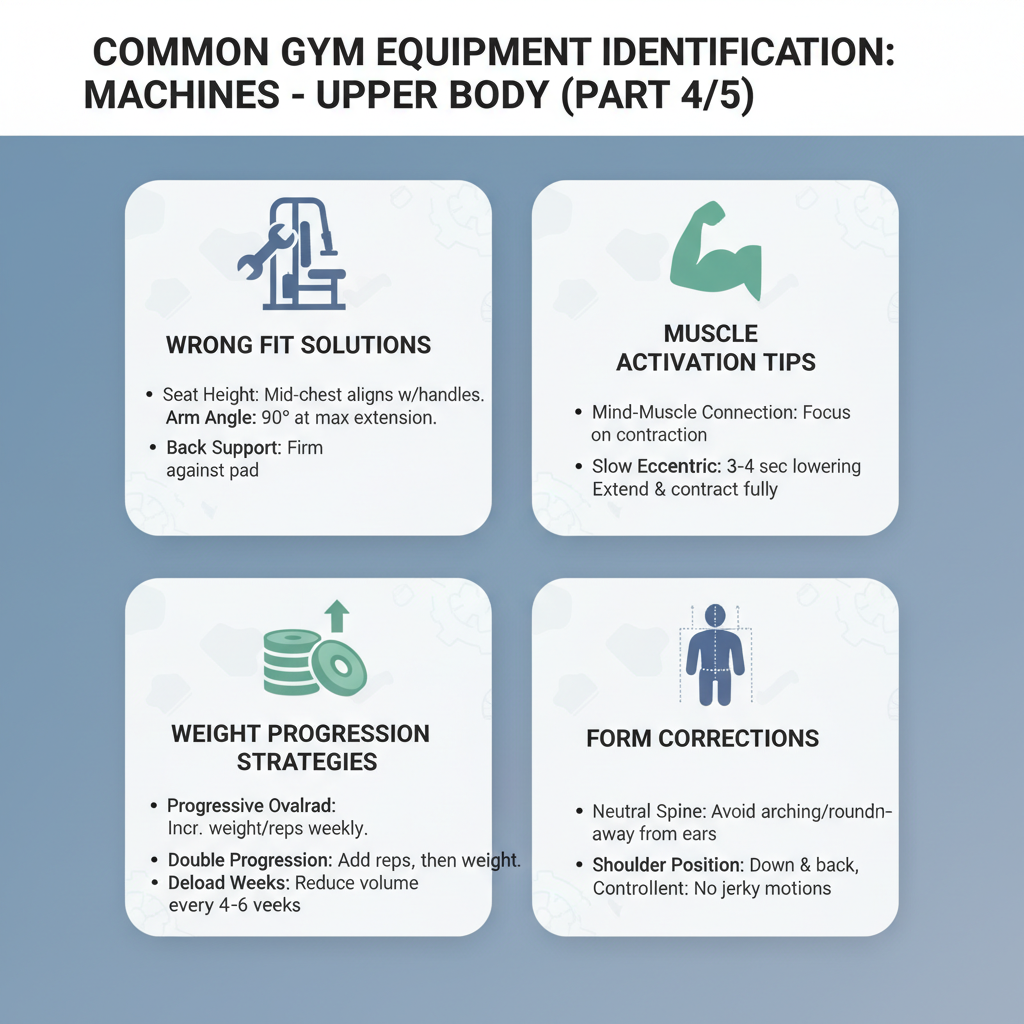 COMMON GYM EQUIPMENT IDENTIFICATION:
MACHINES - UPPER BODY (PART 4/5)
WRONG FIT SOLUTIONS
• Seat Height: Mid-chest aligns w/handles.
Arm Angle: 90° at max extension.
• Back Support: Firm
against pad
MUSCLE
ACTIVATION TIPS
• Mind-Muscle Connection: Focus
on contraction
• Slow Eccentric: 3-4 sec lowering
Extend & contract fully
WEIGHT PROGRESSION
STRATEGIES
• Progressive Ovalrad:
Incr. weight/reps weekly.
• Double Progression: Add reps, then weight.
• Deload Weeks: Reduce volume
every 4-6 veeks
FORM CORRECTIONS
• Neutral Spine: Avoid arching/roundn-
away from ears
• Shoulder Position: Down & back,
Controllent: No jerky motions